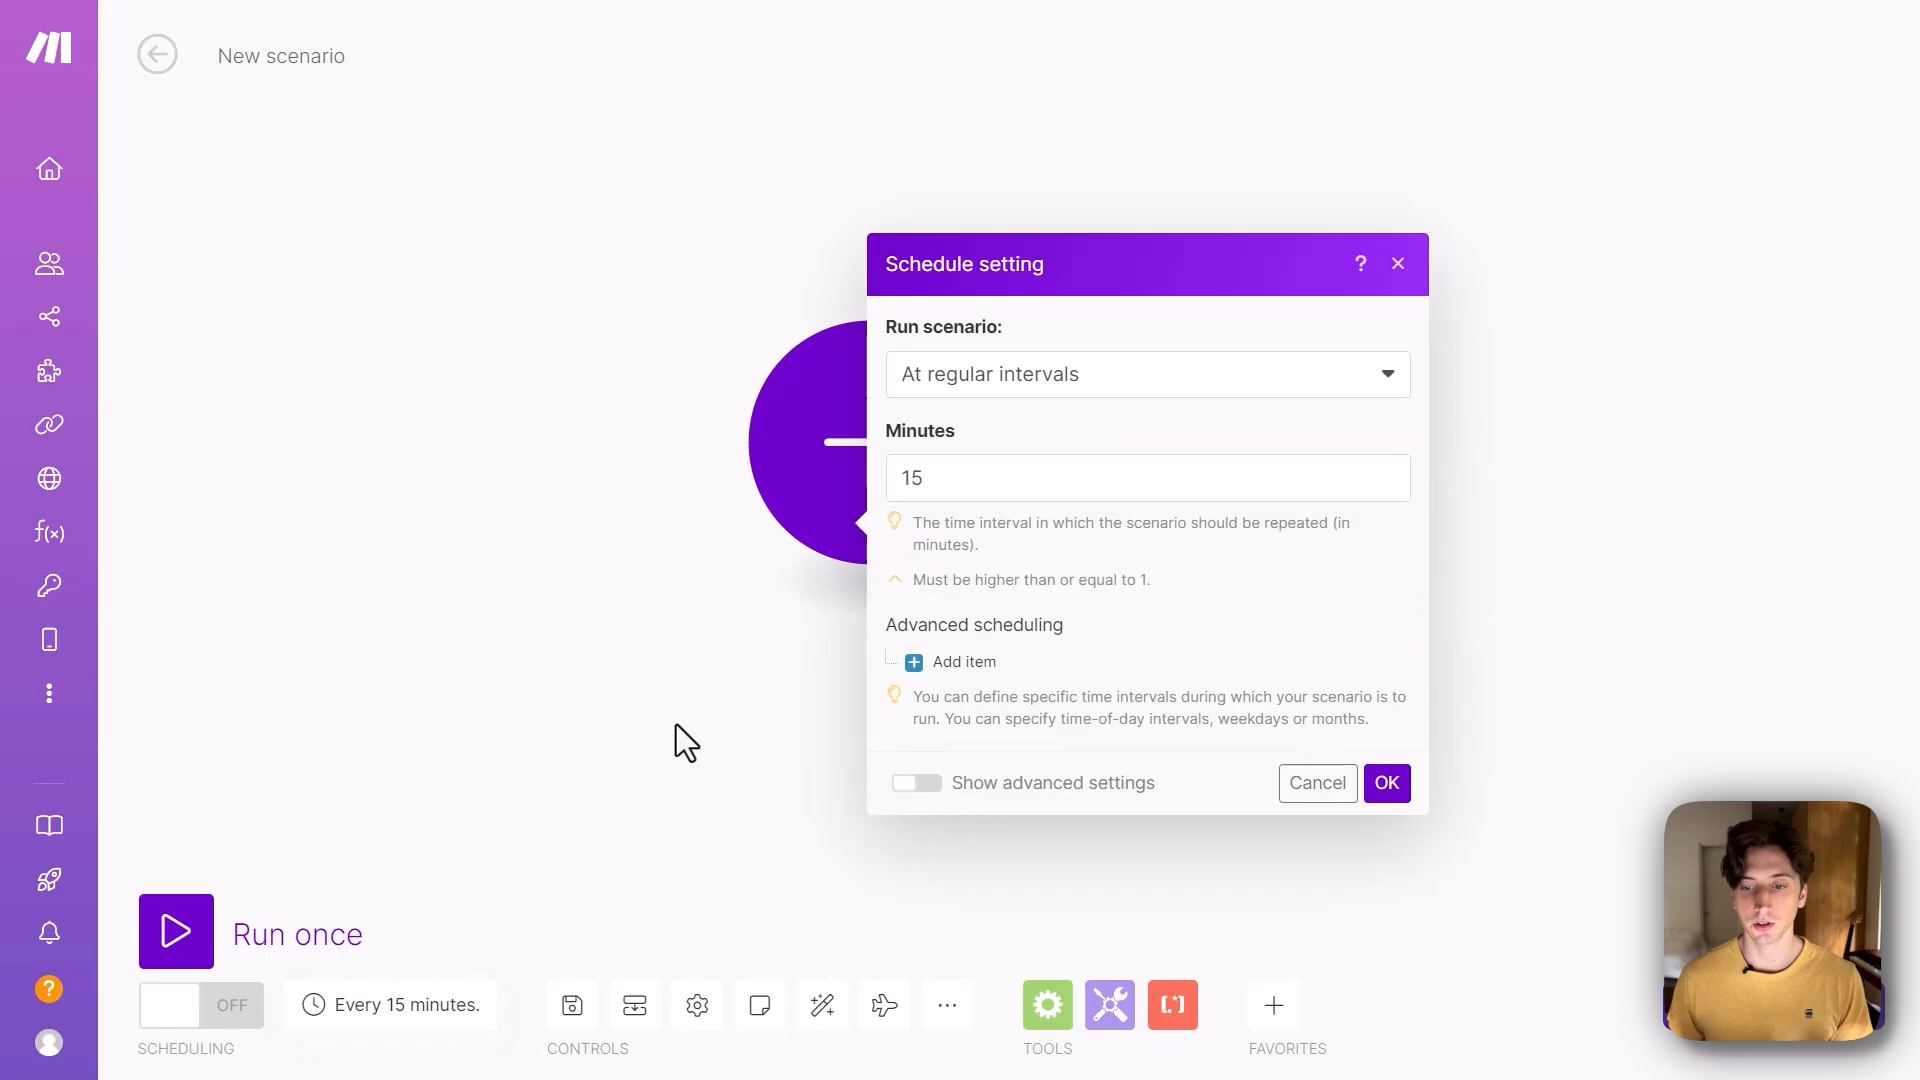 New scenario
Schedule setting
?
Run scenario:
At regular intervals
Minutes
15
The time interval in which the scenario should be repeated (in
minutes).
Must be higher than or equal to 1.
Advanced scheduling
Add item
You can define specific time intervals during which your scenario is to
run. You can specify time-of-day intervals, weekdays or months.
Show advanced settings
Cancel
OK
f(x)
Run once
?
OFF
Every 15 minutes.
[.*]
SCHEDULING
CONTROLS
TOOLS
FAVORITES